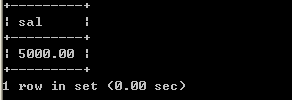 +---------+
¦ sal     ¦
+---------+
¦ 5000.00 ¦
+---------+
1 row in set (0.00 sec)